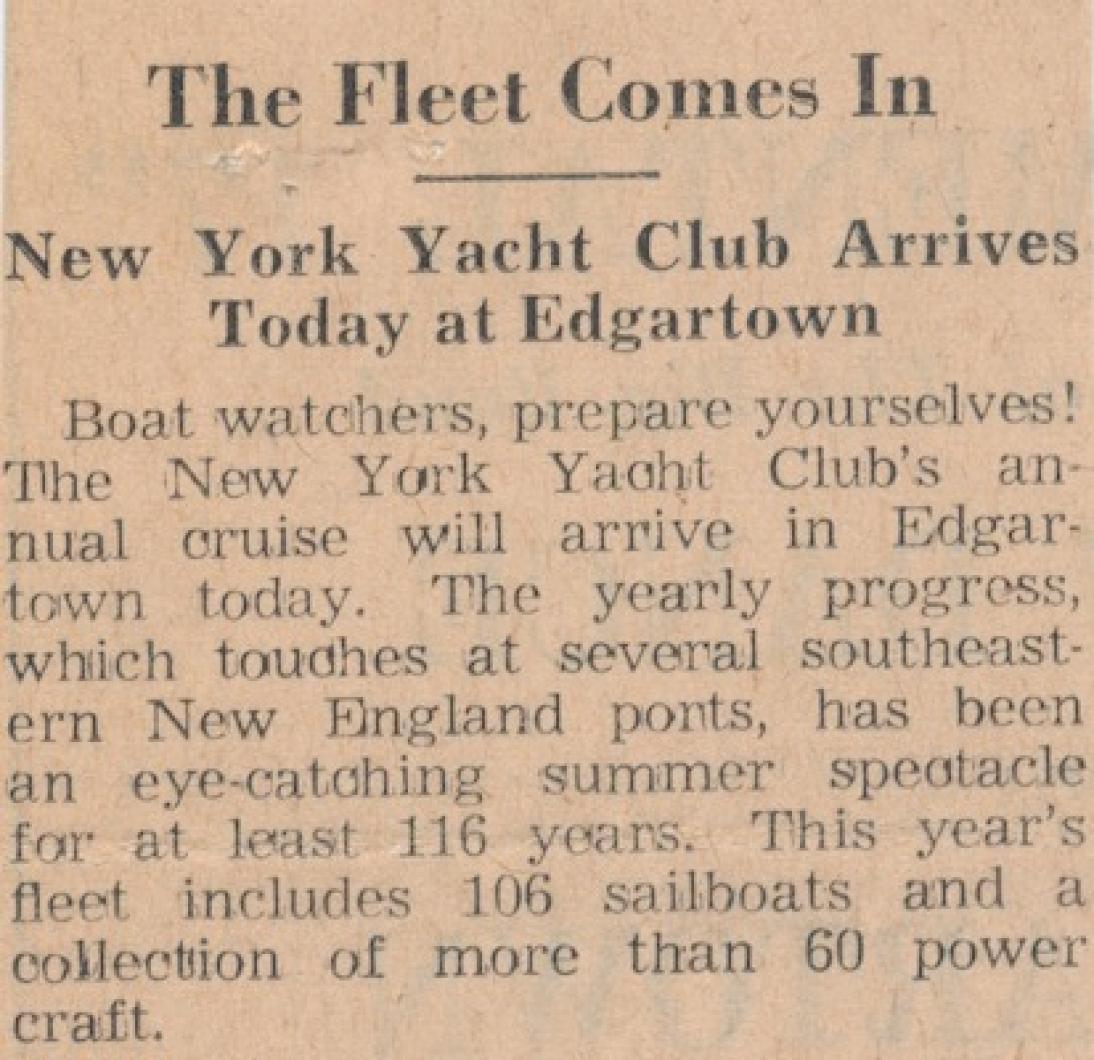 The Fleet Comes In
New York Yacht Club Arrives
Today at Edgartown
Boat watchers, prepare yourselves!
The New York Yacht Club's an-
nual cruise will arrive in Edgar-
town today. The yearly progress,
which touches at several southeast-
ern New England ports, has been
an eye-catching summer spectacle
for at least 116 years. This year's
fleet includes 106 sailboats and a
collection of more than 60 power
craft.